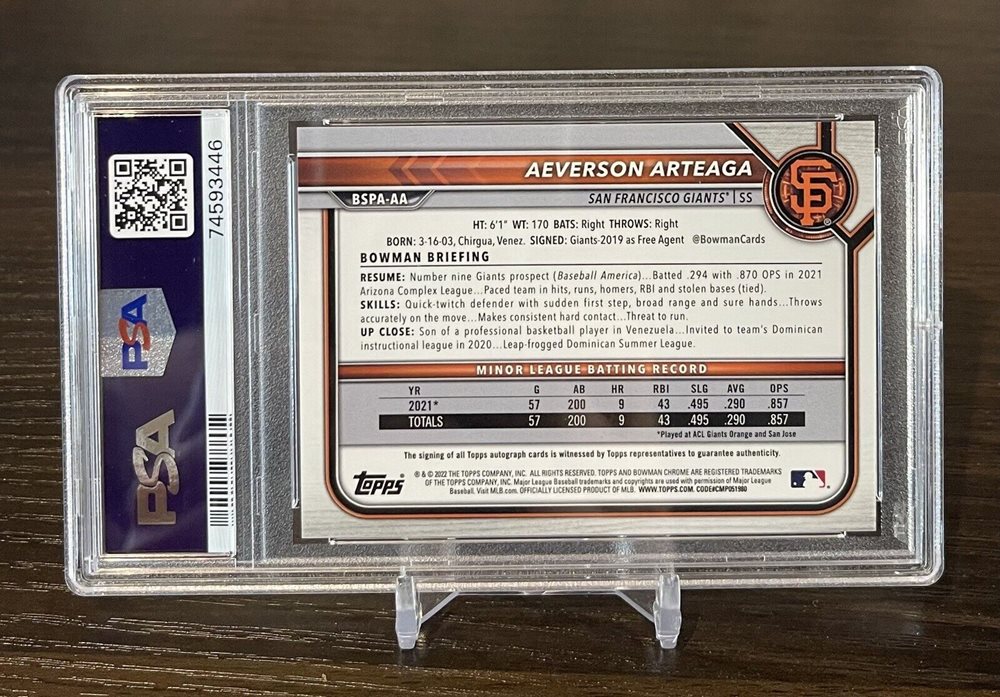 74593446
PSA
PSA
AEVERSON ARTEAGA
BSPA-AA
SAN FRANCISCO GIANTS® | SS
SF®
HT: 6'1" WT: 170 BATS: Right THROWS: Right
BORN: 3-16-03, Chirgua, Venez. SIGNED: Giants-2019 as Free Agent @BowmanCards
BOWMAN BRIEFING
RESUME: Number nine Giants prospect (Baseball America)...Batted .294 with .870 OPS in 2021
Arizona Complex League...Paced team in hits, runs, homers, RBI and stolen bases (tied).
SKILLS: Quick-twitch defender with sudden first step, broad range and sure hands...Throws
accurately on the move...Makes consistent hard contact...Threat to run.
UP CLOSE: Son of a professional basketball player in Venezuela...Invited to team's Dominican
instructional league in 2020...Leap-frogged Dominican Summer League.
MINOR LEAGUE BATTING RECORD
YR G AB HR RBI SLG AVG OPS
2021* 57 200 9 43 .495 .290 .857
TOTALS 57 200 9 43 .495 .290 .857
*Played at ACL Giants Orange and San Jose
The signing of all Topps autograph cards is witnessed by Topps representatives to guarantee authenticity.
Topps
® & © 2022 THE TOPPS COMPANY, INC. ALL RIGHTS RESERVED. TOPPS AND BOWMAN CHROME ARE REGISTERED TRADEMARKS
OF THE TOPPS COMPANY, INC. Major League Baseball trademarks and copyrights are used with permission of Major League
Baseball. Visit MLB.com. OFFICIALLY LICENSED PRODUCT OF MLB. WWW.TOPPS.COM. CODE#CMP051980